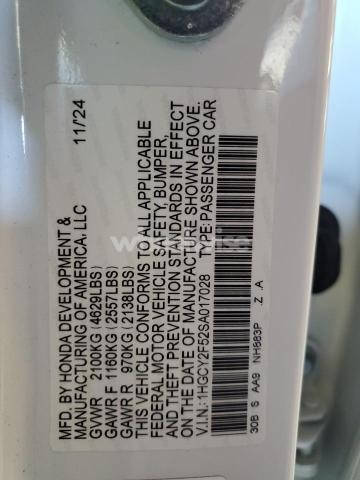 MFD. BY HONDA DEVELOPMENT &
MANUFACTURING OF AMERICA, LLC 11/24
GVWR 2100KG (4629LBS)
GAWR F 1160KG (2557LBS)
GAWR R 970KG (2138LBS)
THIS VEHICLE CONFORMS TO ALL APPLICABLE
FEDERAL MOTOR VEHICLE SAFETY, BUMPER,
AND THEFT PREVENTION STANDARDS IN EFFECT
ON THE DATE OF MANUFACTURE SHOWN ABOVE.
V.I.N.: 1HGCY2F52SA017028 TYPE: PASSENGER CAR
30B S AA9 NH883P Z .A